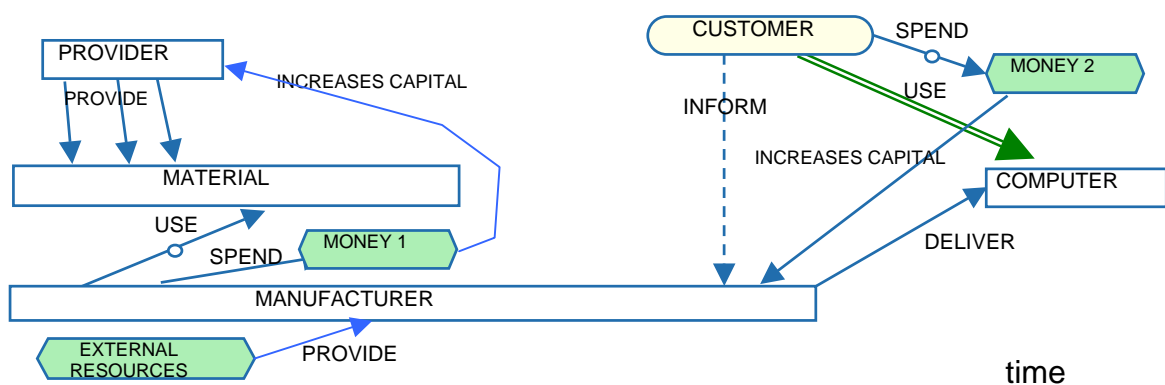 CUSTOMER
SPEND
PROVIDER
MONEY 2
INCREASES CAPITAL
PROVIDE
USE
INFORM
INCREASES CAPITAL
MATERIAL
COMPUTER
USE
MONEY 1
SPEND
DELIVER
MANUFACTURER
EXTERNAL
RESOURCES
PROVIDE
time